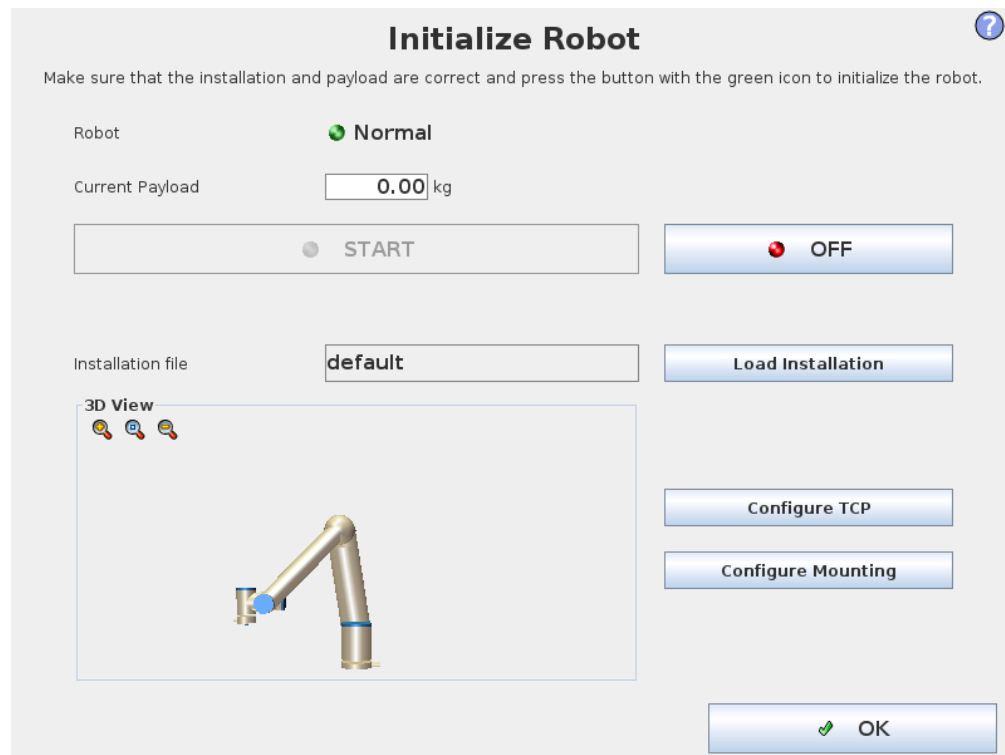 Initialize Robot
?
Make sure that the installation and payload are correct and press the button with the green icon to initialize the robot.
Robot
Normal
Current Payload
0.00 kg
START
OFF
Installation file
default
Load Installation
3D View
Configure TCP
Configure Mounting
OK